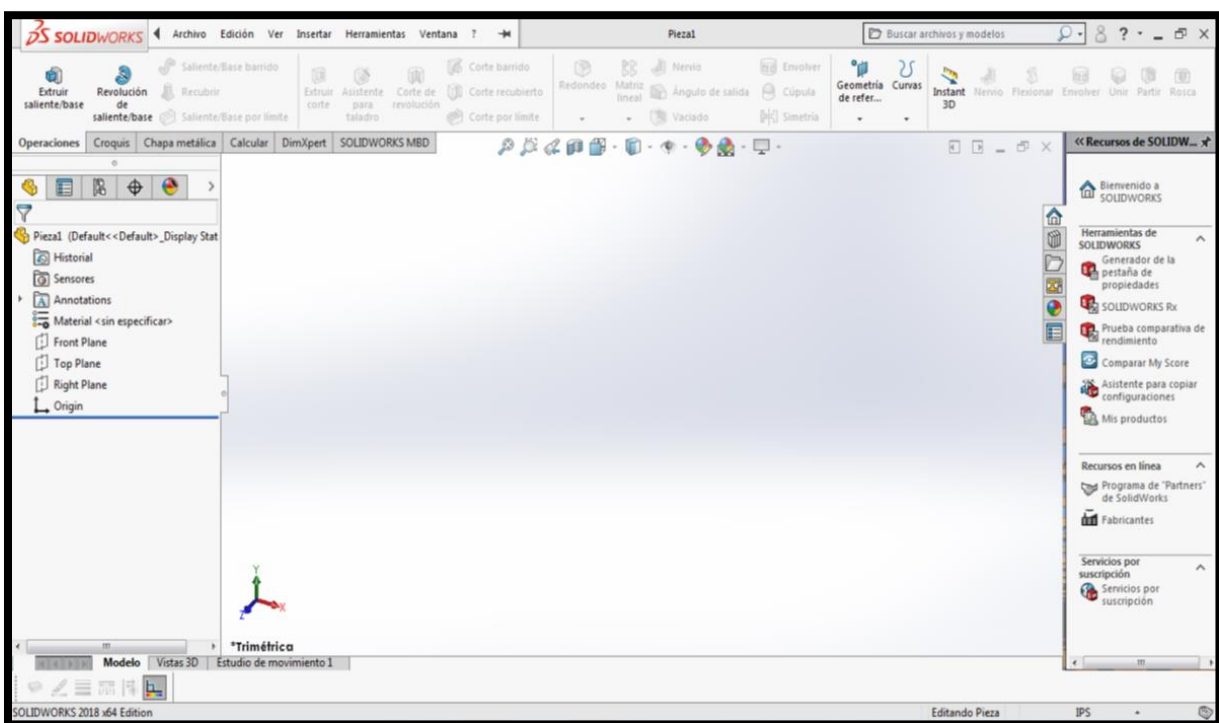 SOLIDWORKS Archivo Edición Ver Insertar Herramientas Ventana ? Pieza1 Buscar archivos y modelos ?
Extruir saliente/base
Revolución de saliente/base
Saliente/Base barrido
Recubrir
Saliente/Base por límite
Extruir corte
Asistente para taladro
Corte de revolución
Corte barrido
Corte recubierto
Corte por límite
Redondeo
Matriz lineal
Nervio
Ángulo de salida
Vaciado
Envolver
Cúpula
Simetría
Geometría de refer...
Curvas
Instant 3D
Nervio
Flexionar
Envolver
Unir
Partir
Rosca
Operaciones Croquis Chapa metálica Calcular DimXpert SOLIDWORKS MBD
Pieza1 (Default<<Default>_Display Stat
Historial
Sensores
Annotations
Material <sin especificar>
Front Plane
Top Plane
Right Plane
Origin
Y
X
Z
*Trimétrica
Modelo Vistas 3D Estudio de movimiento 1
<<Recursos de SOLIDW...
Bienvenido a
SOLIDWORKS
Herramientas de
SOLIDWORKS
Generador de la
pestaña de
propiedades
SOLIDWORKS Rx
Prueba comparativa de
rendimiento
Comparar My Score
Asistente para copiar
configuraciones
Mis productos
Recursos en línea
Programa de "Partners"
de SolidWorks
Fabricantes
Servicios por
suscripción
Servicios por
suscripción
SOLIDWORKS 2018 x64 Edition Editando Pieza IPS